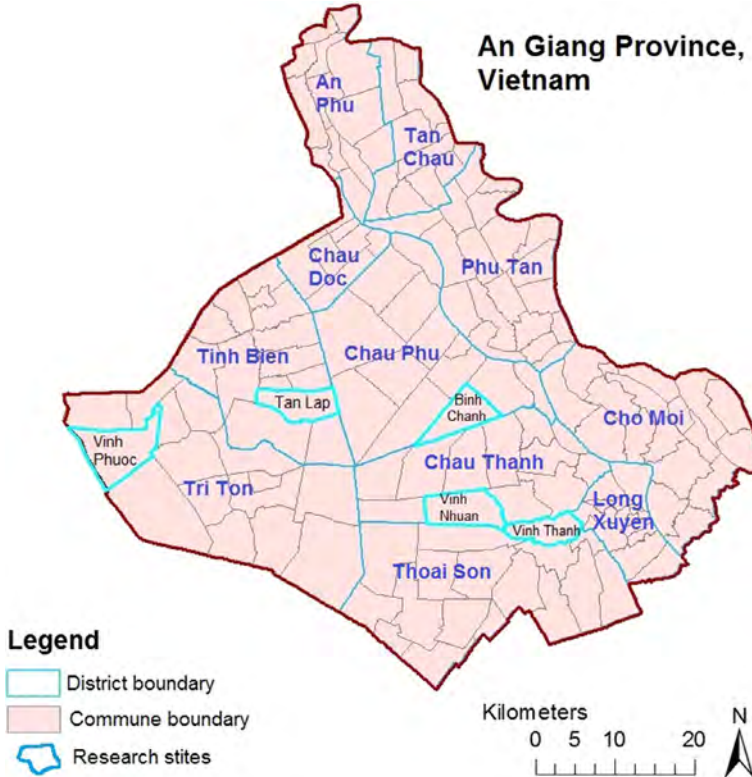 An Giang Province,
Vietnam
An
Phu
Tan
Chau
Chau
Doc
Phu Tan
Tinh Bien
Chau Phu
Tan Lap
Binh
Chanh
Cho Moi
Vinh
Phuoc
Chau Thanh
Tri Ton
Vinh
Nhuan
Long
Xuyen
Vinh Thanh
Thoai Son
Legend
District boundary
Commune boundary
Research stites
Kilometers
N
0 5 10 20